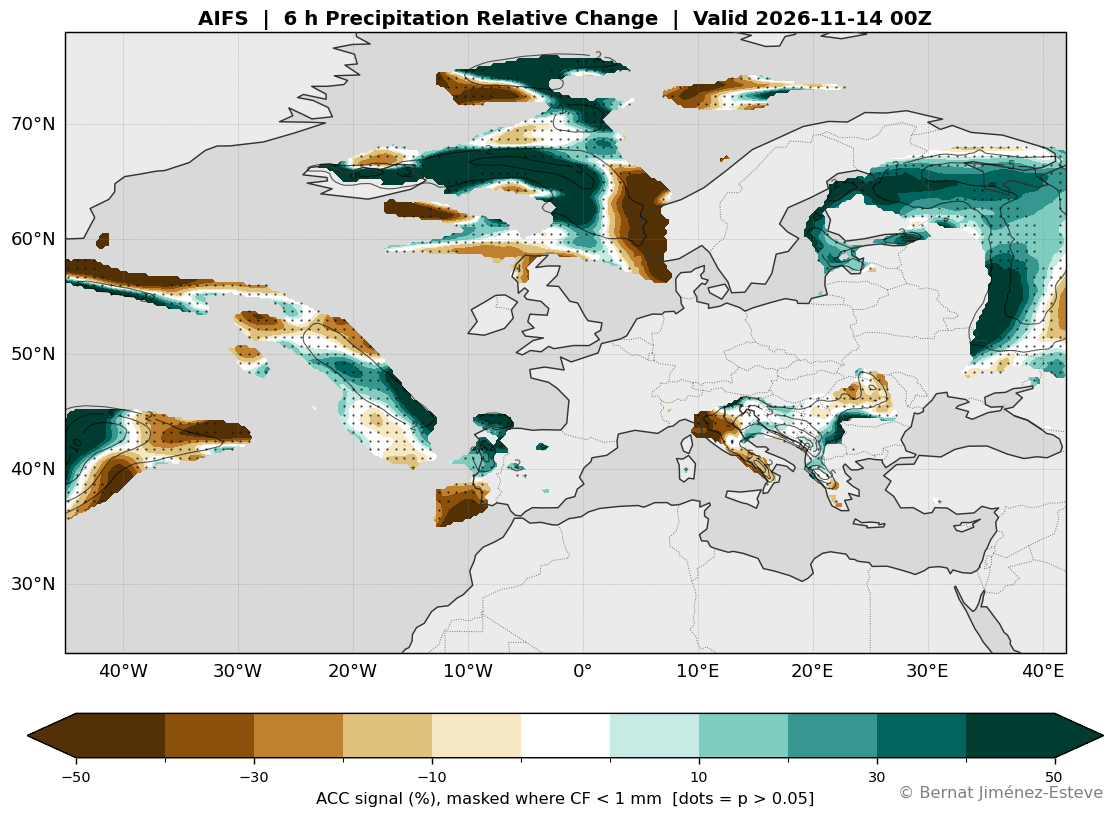 AIFS | 6 h Precipitation Relative Change | Valid 2026-11-14 00Z
70°N
60°N
50°N
40°N
30°N
40°W
30°W
20°W
10°W
0°
10°E
20°E
30°E
40°E
−50
−30
−10
10
30
50
ACC signal (%), masked where CF < 1 mm [dots = p > 0.05]
© Bernat Jiménez-Esteve